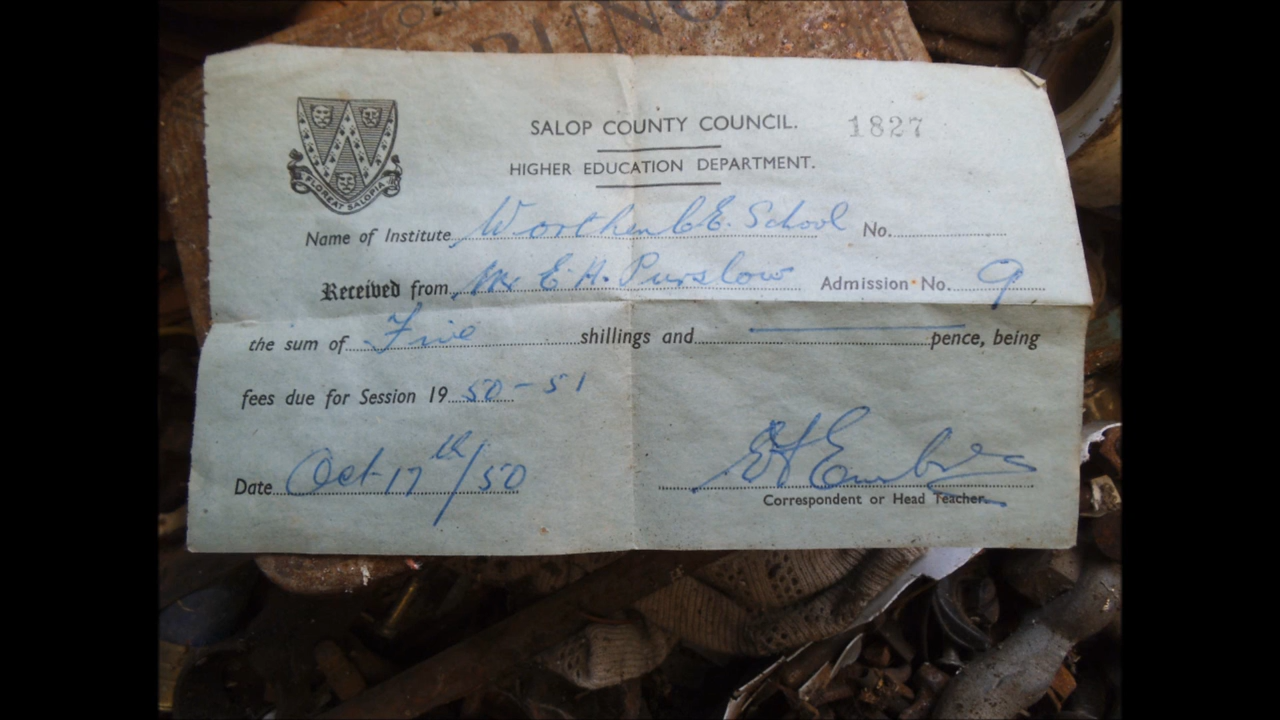 SALOP COUNTY COUNCIL. 1827
HIGHER EDUCATION DEPARTMENT.
FLOREAT SALOPIA
Name of Institute Worthen C.E. School No.
Received from Mr E H. Purslow Admission No. 9
the sum of Five shillings and — pence, being
fees due for Session 19 50 - 51
Date Oct 17th/50
Correspondent or Head Teacher.